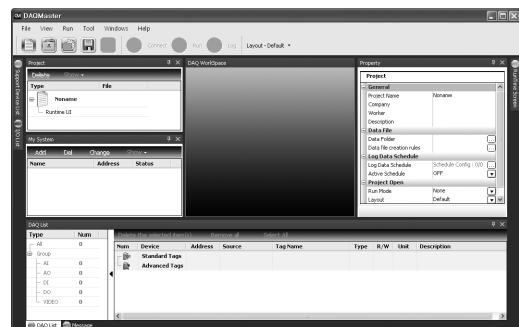 DAQMaster
File View Run Tool Windows Help
Connect Run Log Layout - Default
Support Device List
I/O List
Project
Delete Show
Type File
Noname
Runtime UI
My System
Add Del Change Show
Name Address Status
DAQ WorkSpace
Property
Project
General
Project Name Noname
Company
Worker
Description
Data File
Data Folder
Data file creation rules
Log Data Schedule
Log Data Schedule Schedule Config : 0/0
Active Schedule OFF
Project Open
Run Mode None
Layout Default
RunTime Screen
DAQ List
Type Num
All 0
Group
AI 0
AO 0
DI 0
DO 0
VIDEO 0
Delete the selected item(s) Remove all Select All
Num Device Address Source Tag Name Type R/W Unit Description
Standard Tags
Advanced Tags
DAQ List Message